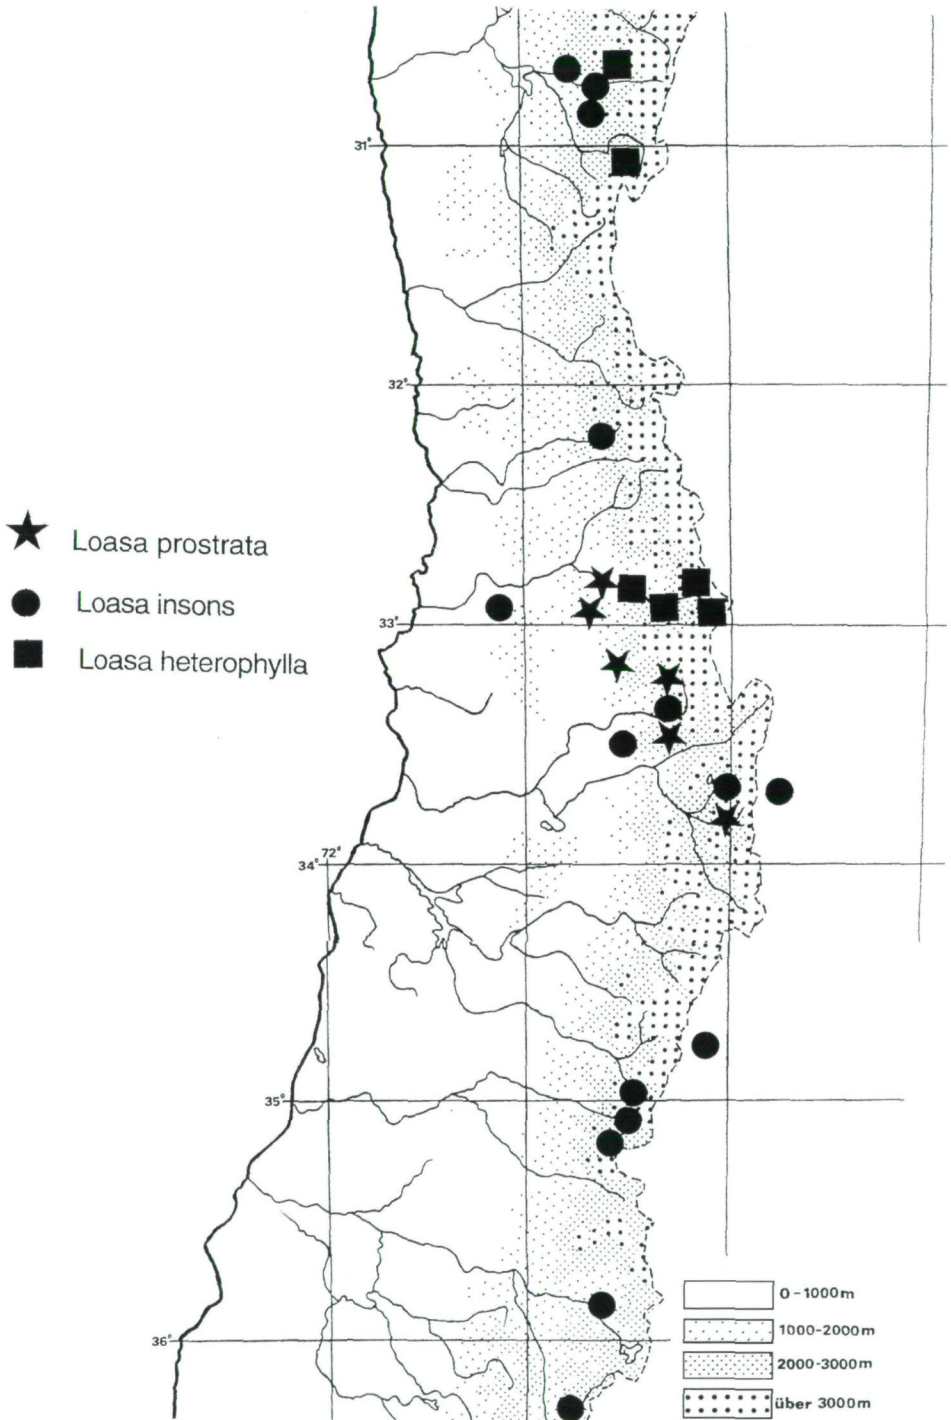 31°
32°
Loasa prostrata
Loasa insons
33°
Loasa heterophylla
34° 72°
35°
0-1000m
1000-2000m
36°
2000-3000m
über 3000m